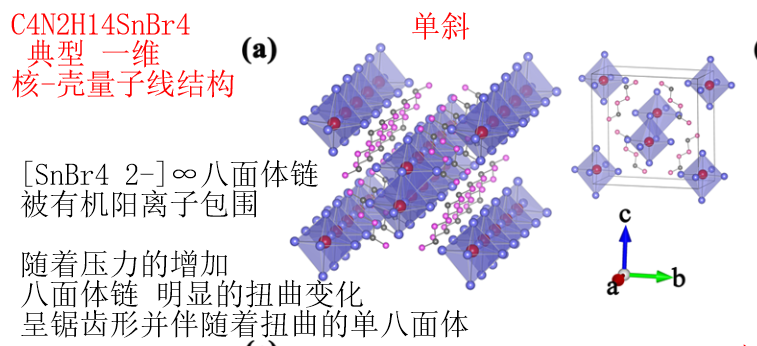 C4N2H14SnBr4
典型 一维
核-壳量子线结构
(a)
单斜
[SnBr4 2-]∞八面体链
被有机阳离子包围
随着压力的增加
八面体链 明显的扭曲变化
呈锯齿形并伴随着扭曲的单八面体
c
b
a